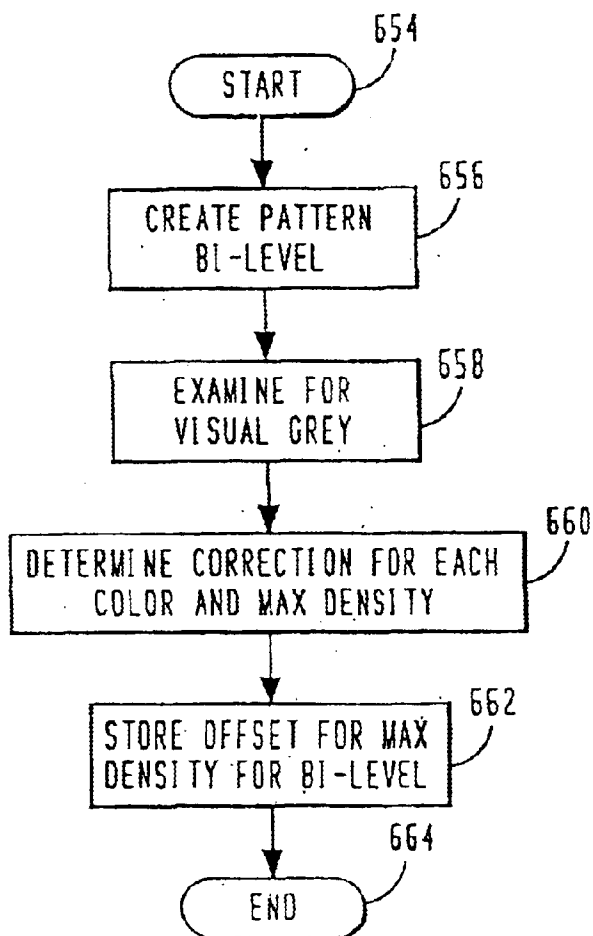 654
START
656
CREATE PATTERN
BI-LEVEL
658
EXAMINE FOR
VISUAL GREY
660
DETERMINE CORRECTION FOR EACH
COLOR AND MAX DENSITY
662
STORE OFFSET FOR MAX
DENSITY FOR BI-LEVEL
664
END